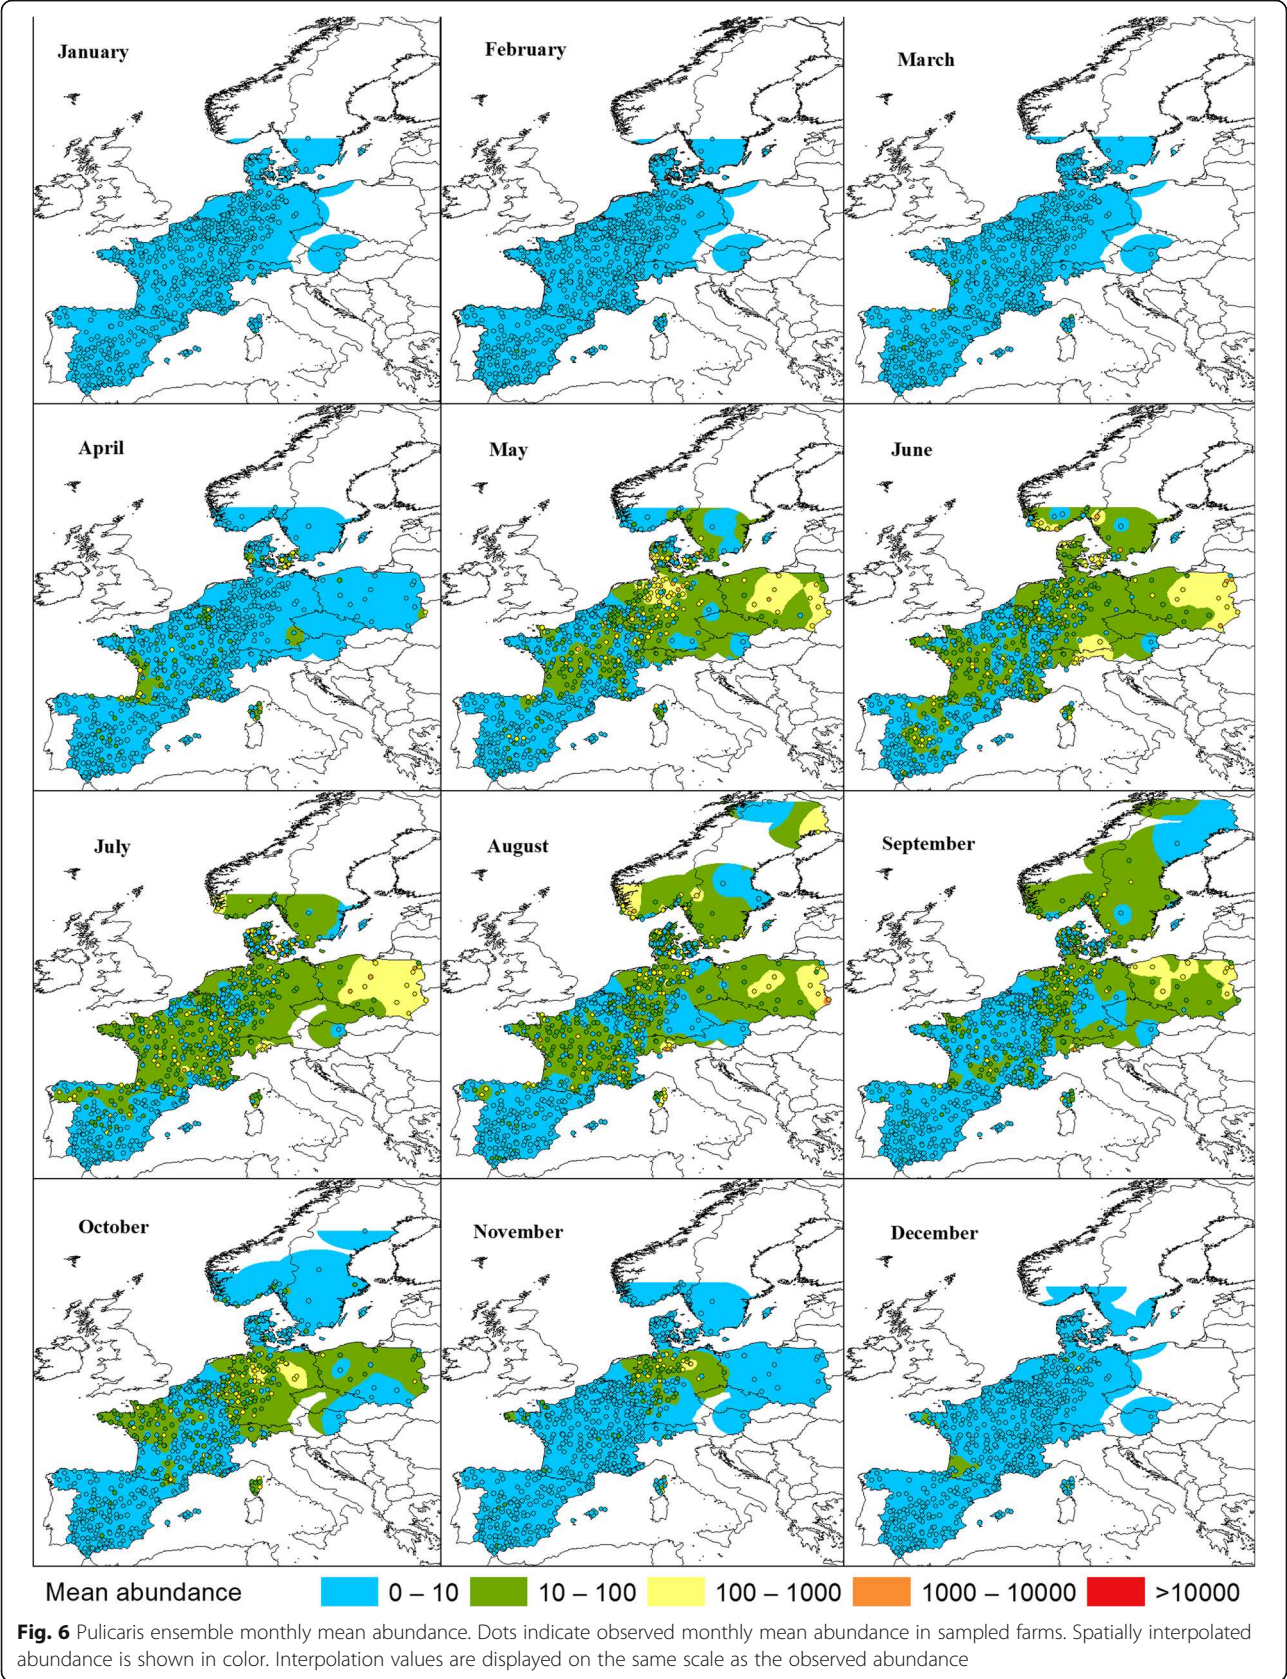 January
February
March
April
May
June
July
August
September
October
November
December
Mean abundance 0 – 10 10 – 100 100 – 1000 1000 – 10000 >10000
Fig. 6 Pulicaris ensemble monthly mean abundance. Dots indicate observed monthly mean abundance in sampled farms. Spatially interpolated
abundance is shown in color. Interpolation values are displayed on the same scale as the observed abundance